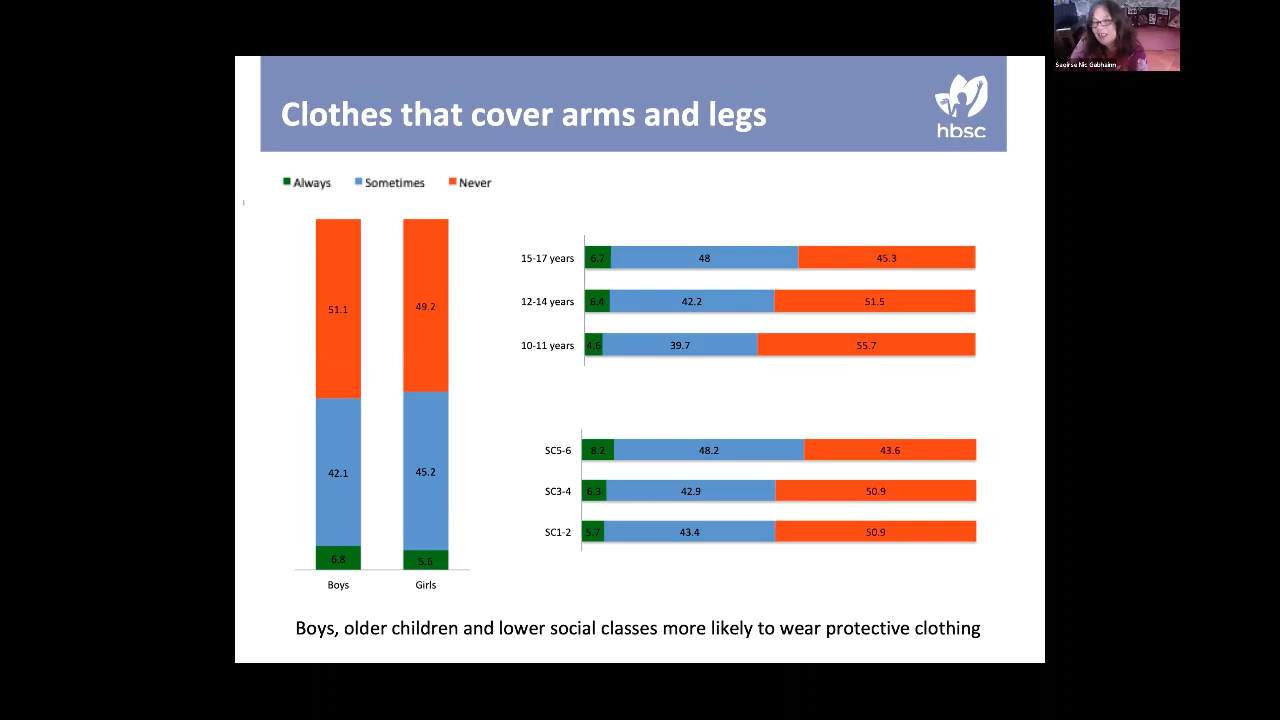 Saoirse Nic Gabhainn
Clothes that cover arms and legs
hbsc
Always Sometimes Never
51.1 49.2
42.1 45.2
6.8 5.6
Boys Girls
15-17 years 6.7 48 45.3
12-14 years 6.4 42.2 51.5
10-11 years 4.6 39.7 55.7
SC5-6 8.2 48.2 43.6
SC3-4 6.3 42.9 50.9
SC1-2 5.7 43.4 50.9
Boys, older children and lower social classes more likely to wear protective clothing